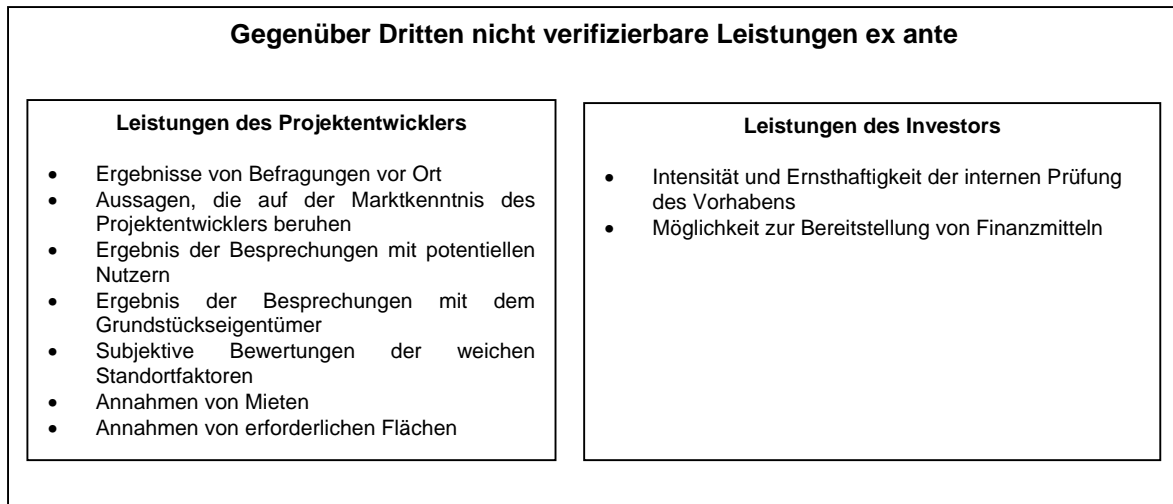 Gegenüber Dritten nicht verifizierbare Leistungen ex ante
Leistungen des Projektentwicklers
• Ergebnisse von Befragungen vor Ort
• Aussagen, die auf der Marktkenntnis des
Projektentwicklers beruhen
• Ergebnis der Besprechungen mit potentiellen
Nutzern
• Ergebnis der Besprechungen mit dem
Grundstückseigentümer
• Subjektive Bewertungen der weichen
Standortfaktoren
• Annahmen von Mieten
• Annahmen von erforderlichen Flächen
Leistungen des Investors
• Intensität und Ernsthaftigkeit der internen Prüfung
des Vorhabens
• Möglichkeit zur Bereitstellung von Finanzmitteln